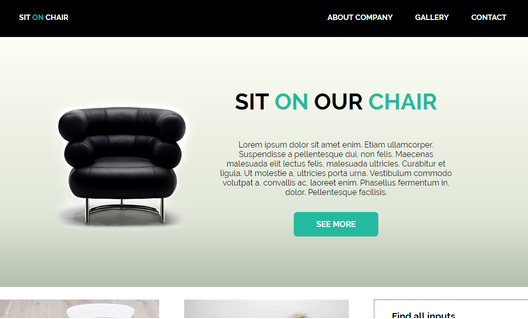 SIT ON CHAIR
ABOUT COMPANY GALLERY CONTACT
SIT ON OUR CHAIR
Lorem ipsum dolor sit amet enim. Etiam ullamcorper.
Suspendisse a pellentesque dui, non felis. Maecenas
malesuada elit lectus felis, malesuada ultricies. Curabitur et
ligula. Ut molestie a, ultricies porta urna. Vestibulum commodo
volutpat a, convallis ac, laoreet enim. Phasellus fermentum in,
dolor. Pellentesque facilisis.
SEE MORE
Find all inputs